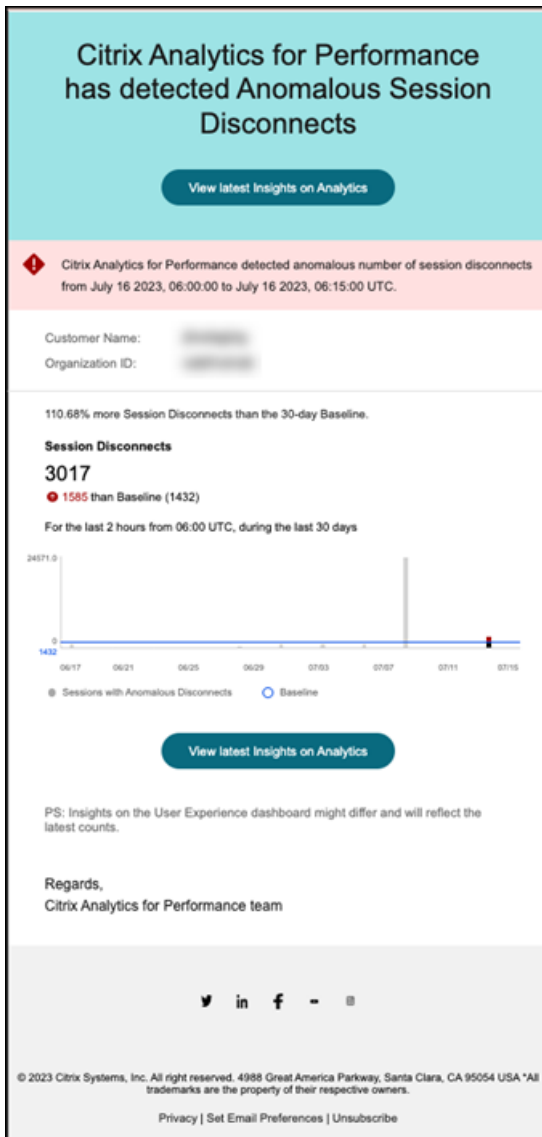 Citrix Analytics for Performance
has detected Anomalous Session
Disconnects
View latest Insights on Analytics
Citrix Analytics for Performance detected anomalous number of session disconnects
from July 16 2023, 06:00:00 to July 16 2023, 06:15:00 UTC.
Customer Name:
Organization ID:
110.68% more Session Disconnects than the 30-day Baseline.
Session Disconnects
3017
1585 than Baseline (1432)
For the last 2 hours from 06:00 UTC, during the last 30 days
24571.0
0
1432
06/17 06/21 06/25 06/29 07/03 07/07 07/11 07/15
Sessions with Anomalous Disconnects Baseline
View latest Insights on Analytics
PS: Insights on the User Experience dashboard might differ and will reflect the
latest counts.
Regards,
Citrix Analytics for Performance team
© 2023 Citrix Systems, Inc. All right reserved. 4988 Great America Parkway, Santa Clara, CA 95054 USA *All
trademarks are the property of their respective owners.
Privacy | Set Email Preferences | Unsubscribe